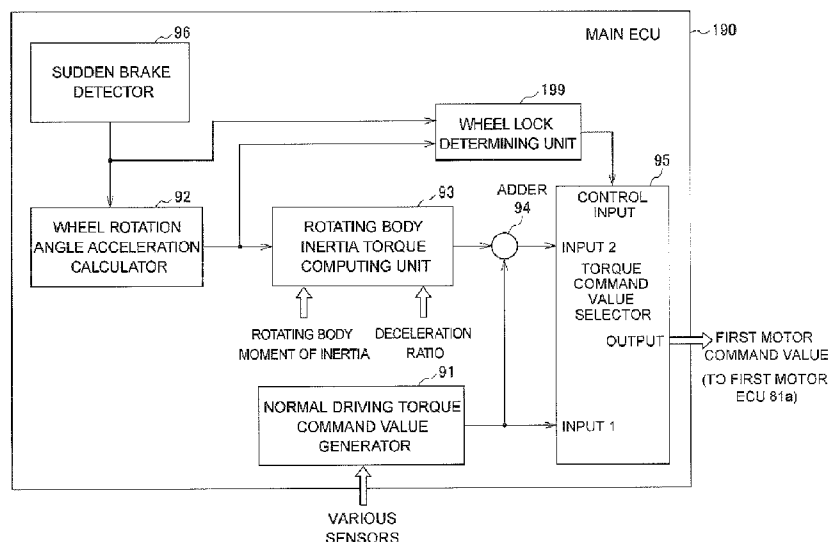 MAIN ECU
190
96
SUDDEN BRAKE
DETECTOR
199
WHEEL LOCK
DETERMINING UNIT
92
WHEEL ROTATION
ANGLE ACCELERATION
CALCULATOR
93
ROTATING BODY
INERTIA TORQUE
COMPUTING UNIT
ADDER
94
95
CONTROL
INPUT
INPUT 2
TORQUE
COMMAND
VALUE
SELECTOR
OUTPUT
INPUT 1
ROTATING BODY
MOMENT OF INERTIA
DECELERATION
RATIO
FIRST MOTOR
COMMAND VALUE
(TO FIRST MOTOR
ECU 81a)
91
NORMAL DRIVING TORQUE
COMMAND VALUE
GENERATOR
VARIOUS
SENSORS